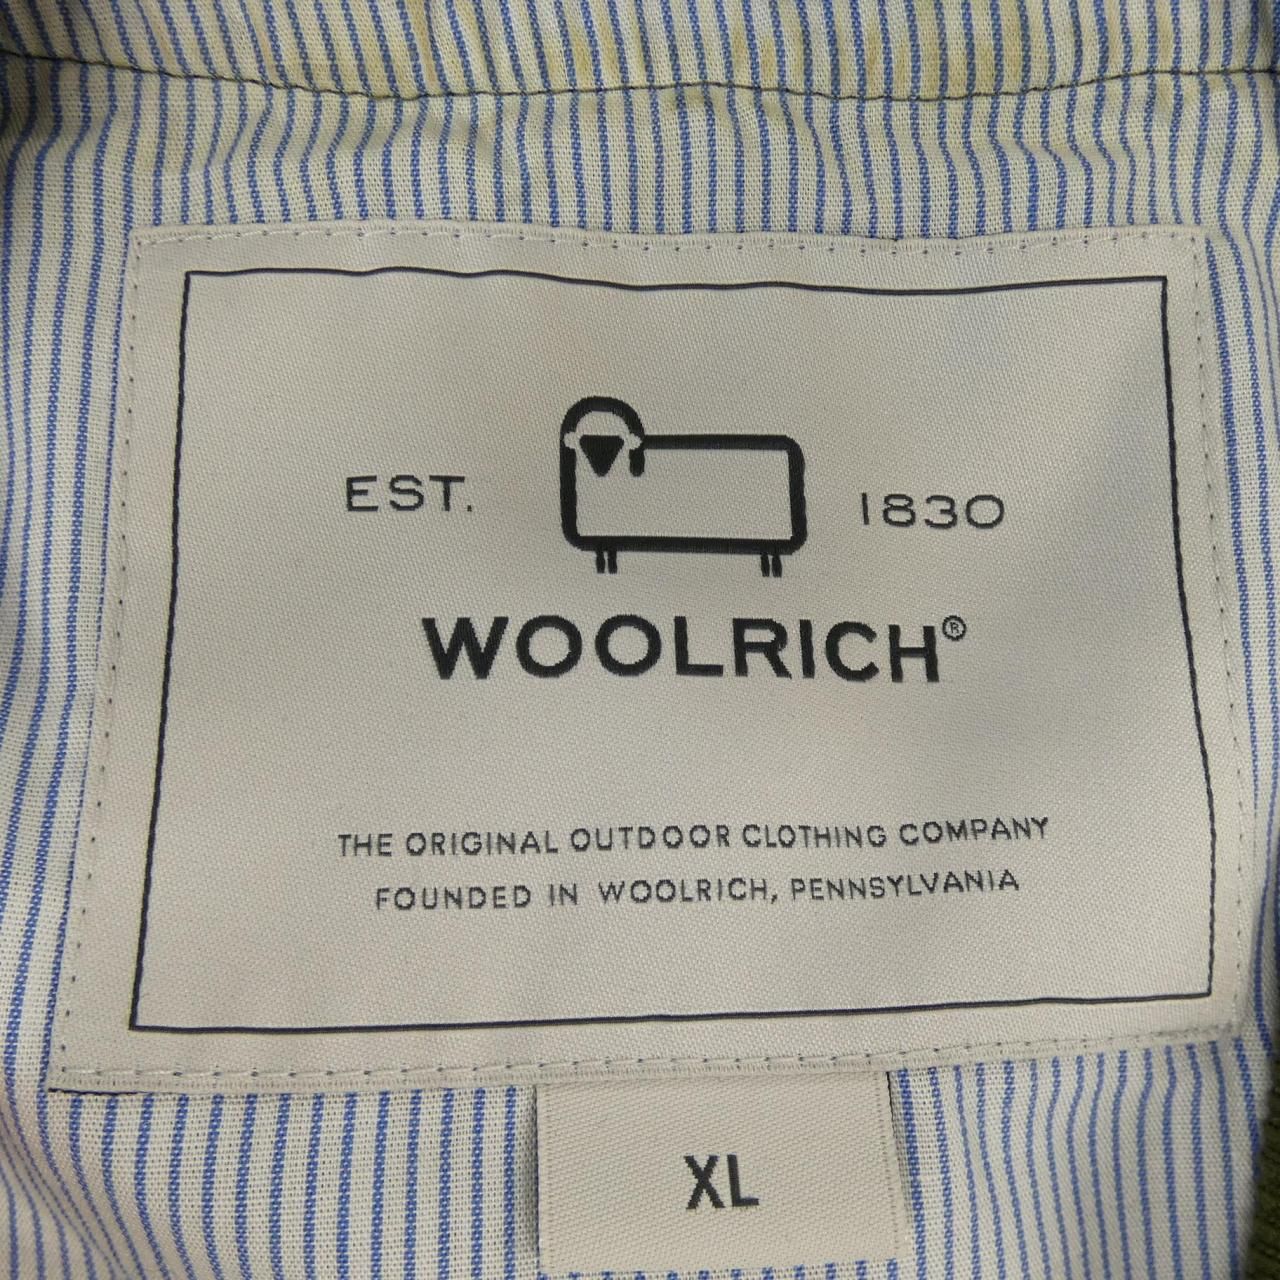 EST. 1830
WOOLRICH®
THE ORIGINAL OUTDOOR CLOTHING COMPANY
FOUNDED IN WOOLRICH, PENNSYLVANIA
XL